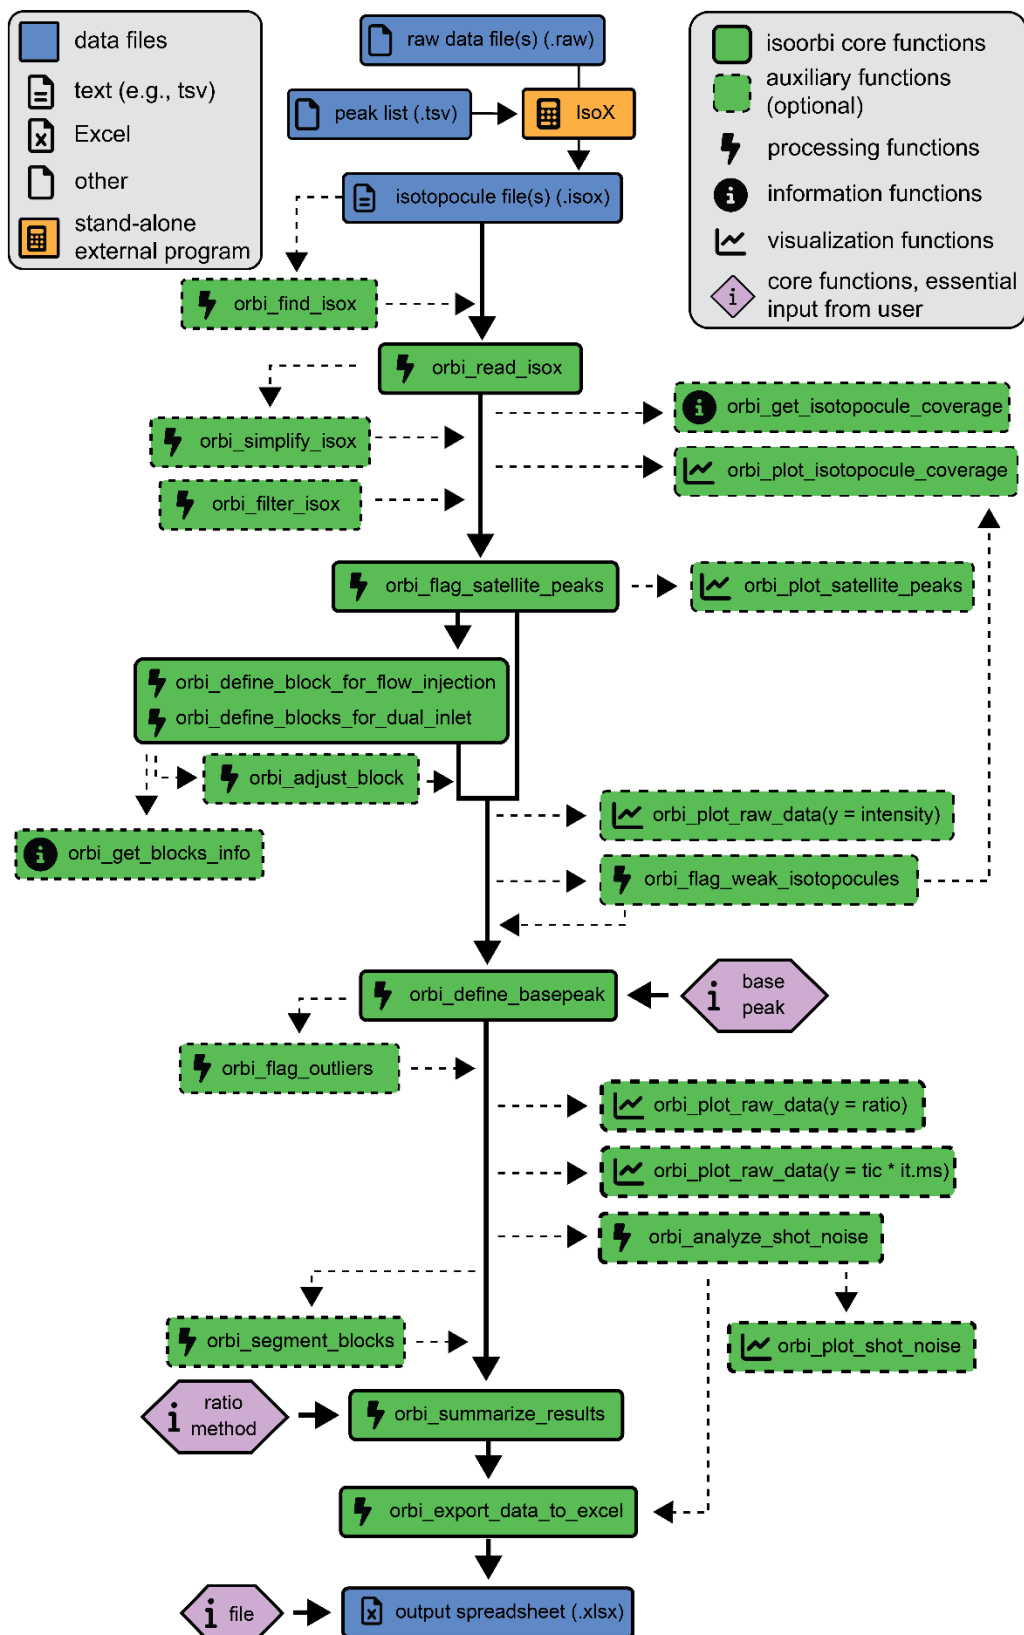 data files
text (e.g., tsv)
Excel
other
stand-alone
external program
raw data file(s) (.raw)
peak list (.tsv)
IsoX
isotopocule file(s) (.isox)
isoorbi core functions
auxiliary functions
(optional)
processing functions
information functions
visualization functions
core functions, essential
input from user
orbi_find_isox
orbi_read_isox
orbi_simplify_isox
orbi_get_isotopocule_coverage
orbi_plot_isotopocule_coverage
orbi_filter_isox
orbi_flag_satellite_peaks
orbi_plot_satellite_peaks
orbi_define_block_for_flow_injection
orbi_define_blocks_for_dual_inlet
orbi_adjust_block
orbi_plot_raw_data(y = intensity)
orbi_get_blocks_info
orbi_flag_weak_isotopocules
orbi_define_basepeak
base
peak
orbi_flag_outliers
orbi_plot_raw_data(y = ratio)
orbi_plot_raw_data(y = tic * it.ms)
orbi_analyze_shot_noise
orbi_segment_blocks
orbi_plot_shot_noise
ratio
method
orbi_summarize_results
orbi_export_data_to_excel
file
output spreadsheet (.xlsx)